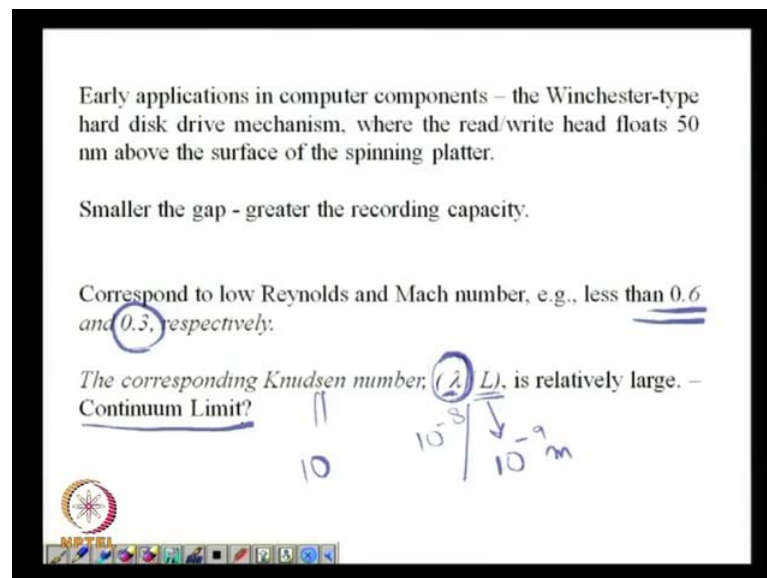 Early applications in computer components – the Winchester-type
hard disk drive mechanism, where the read/write head floats 50
nm above the surface of the spinning platter.
Smaller the gap - greater the recording capacity.
Correspond to low Reynolds and Mach number, e.g., less than 0.6
and 0.3, respectively.
The corresponding Knudsen number, (λ/L), is relatively large. –
Continuum Limit?
10
10⁻⁸ / 10⁻⁹ m
NPTEL